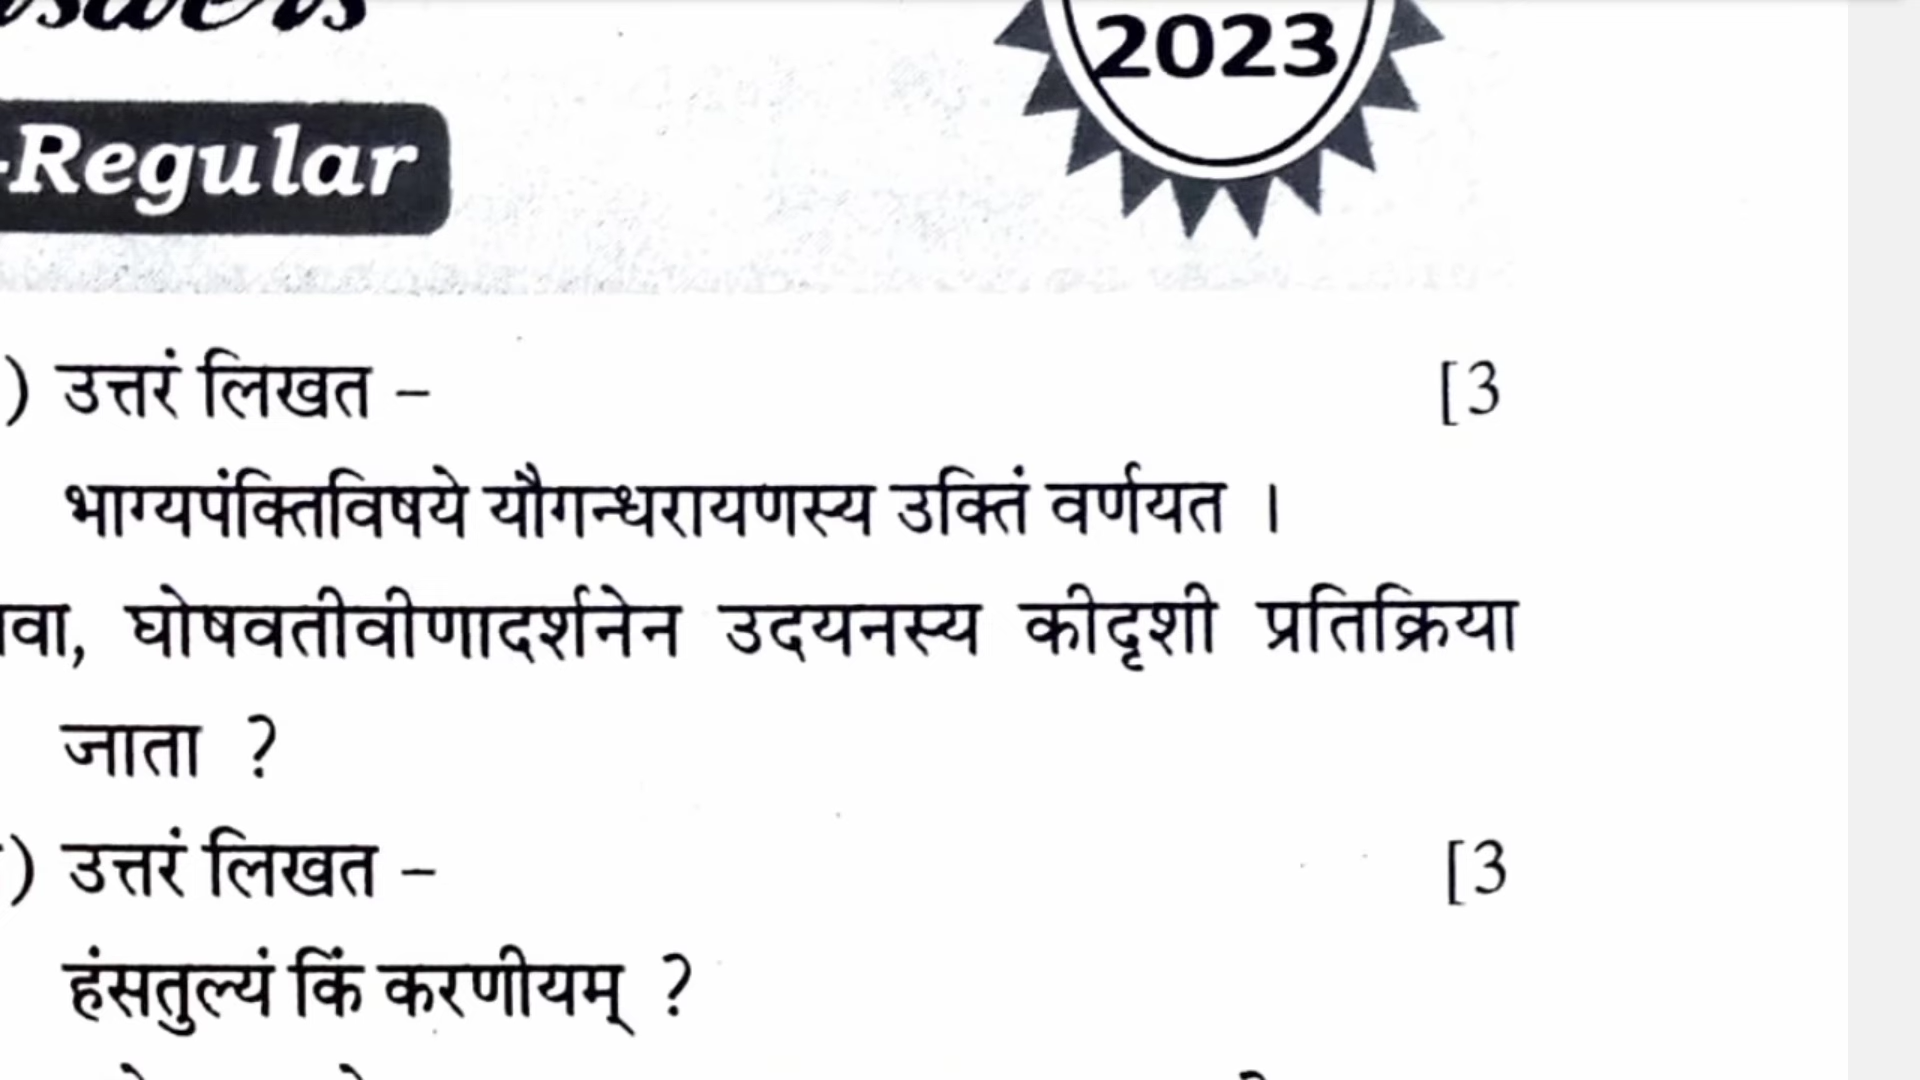 2023
-Regular
) उत्तरं लिखत – [3
भाग्यपंक्तिविषये यौगन्धरायणस्य उक्तिं वर्णयत ।
घोषवतीवीणादर्शनेन उदयनस्य कीदृशी प्रतिक्रिया
जाता ?
) उत्तरं लिखत – [3
हंसतुल्यं किं करणीयम् ?